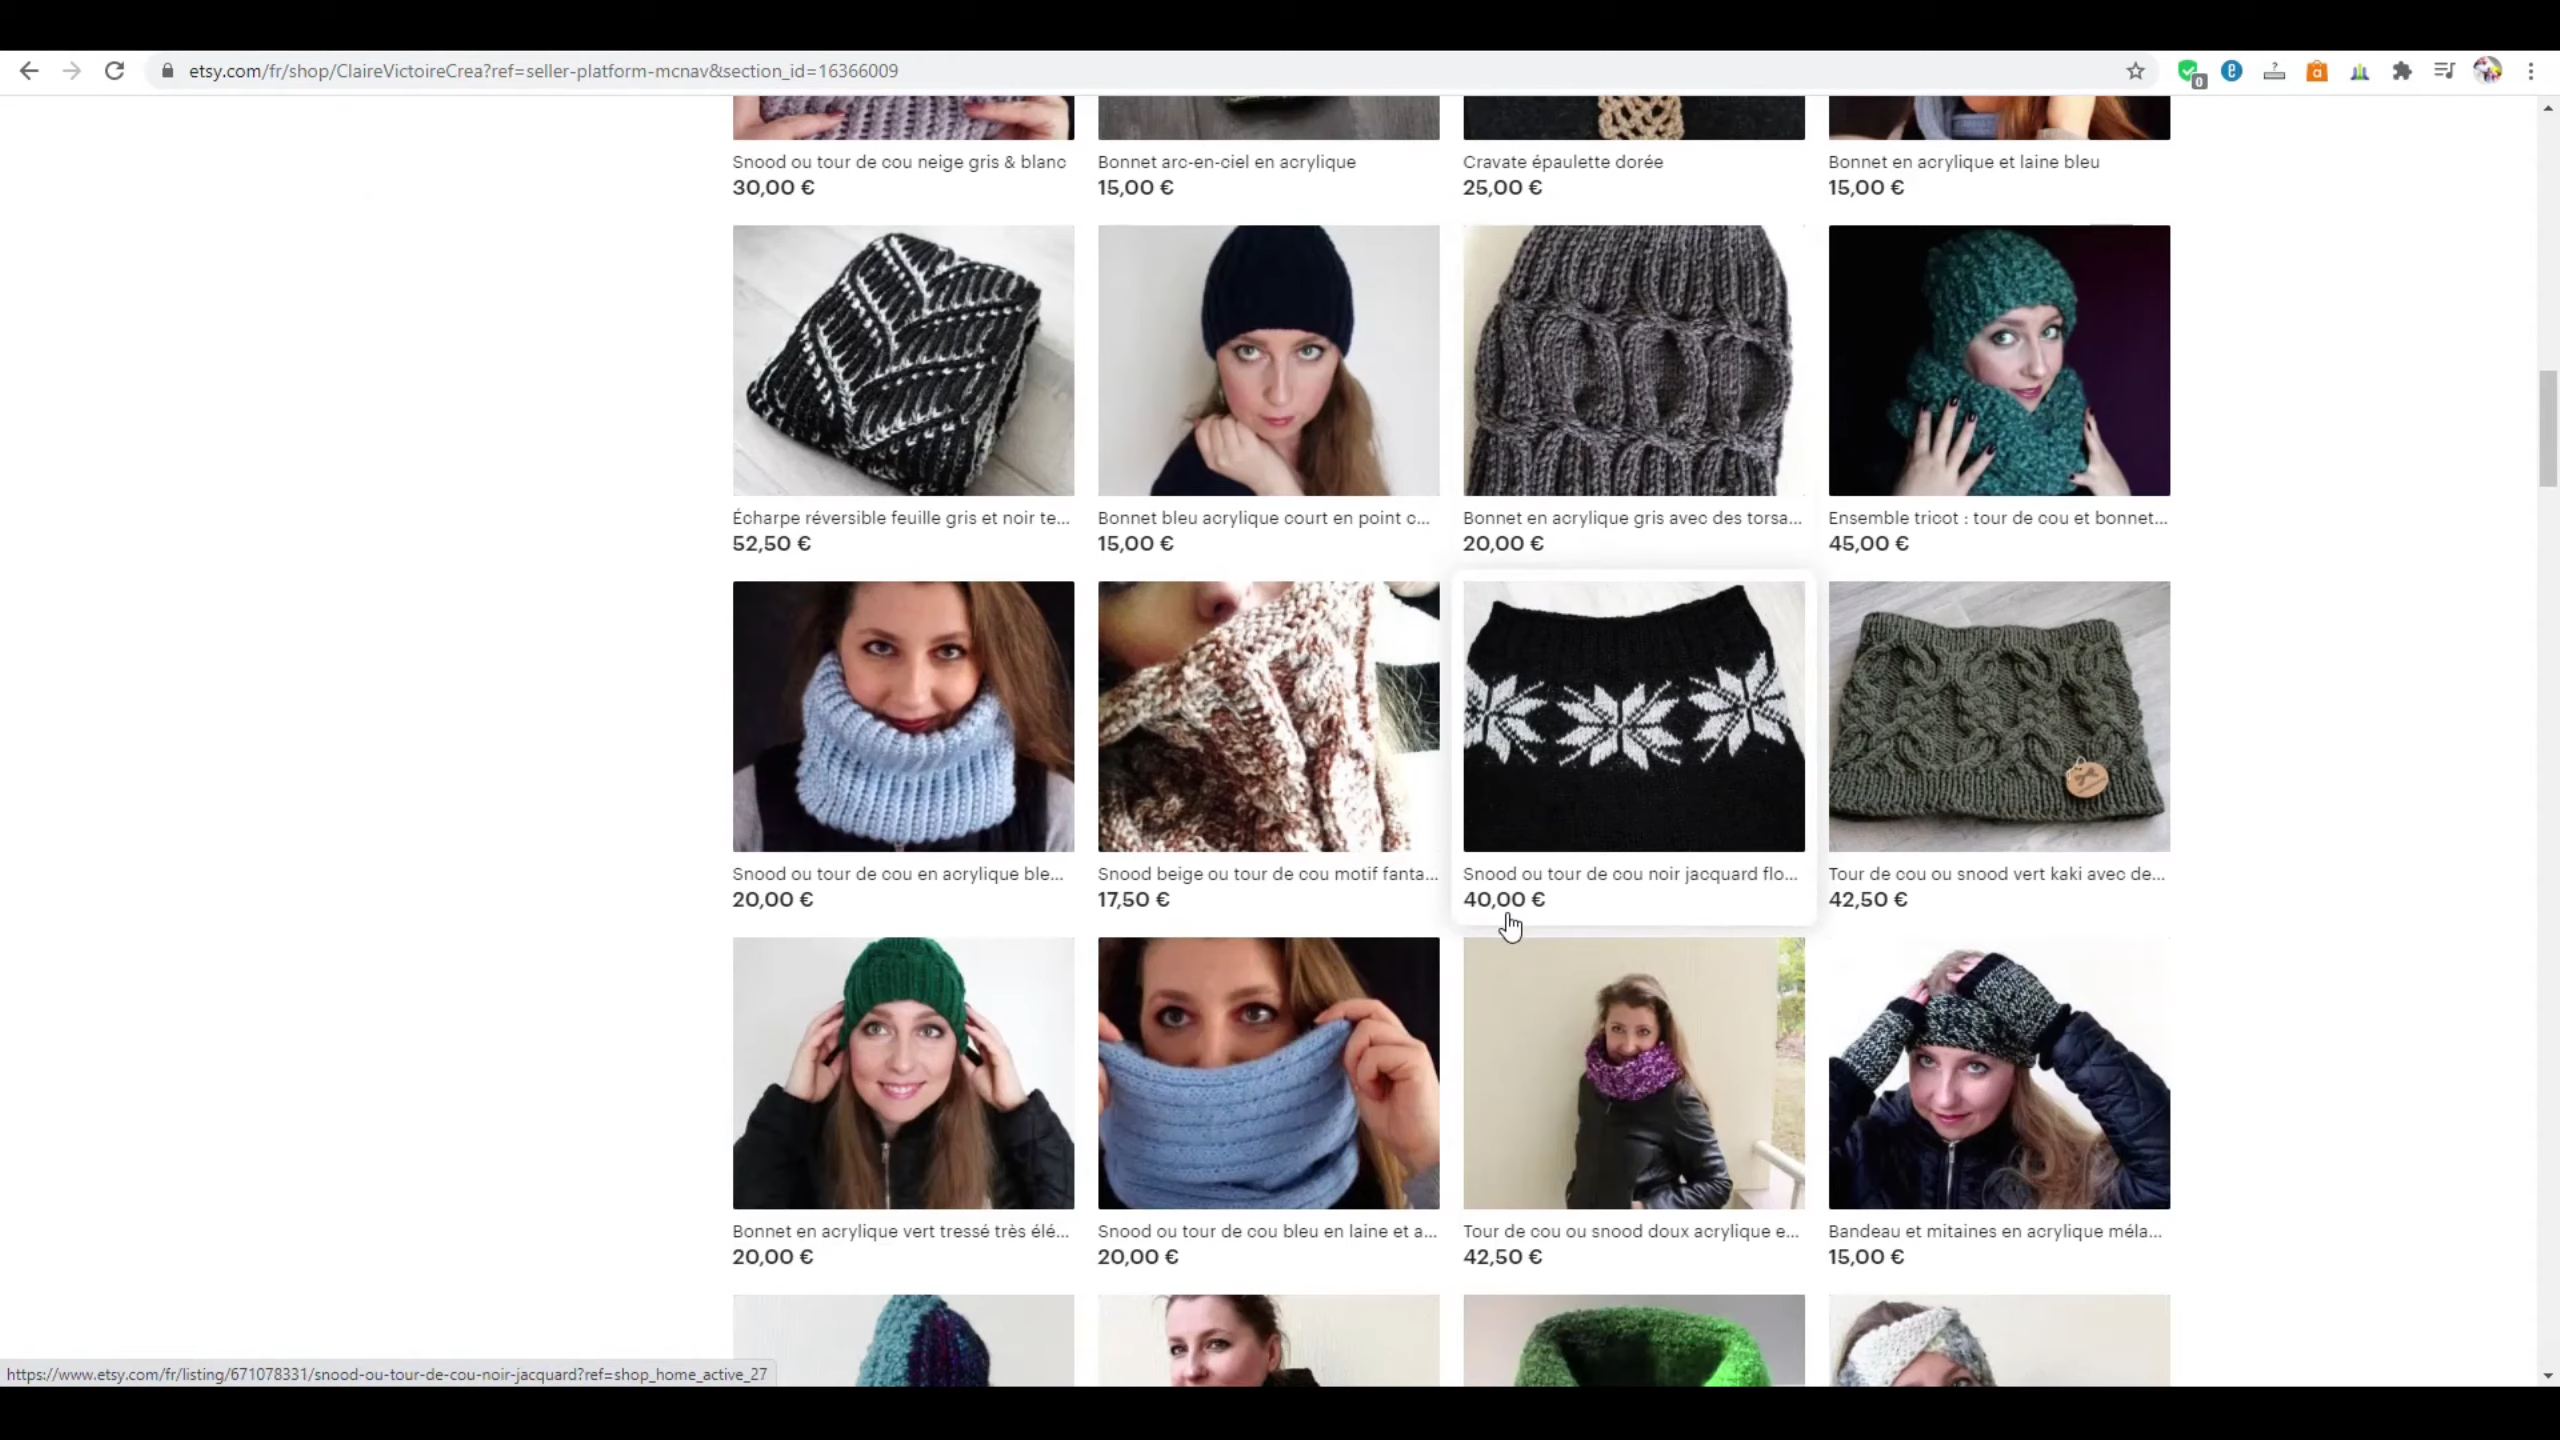 etsy.com/fr/shop/ClaireVictoireCrea?ref=seller-platform-mcnav&section_id=16366009
0
Snood ou tour de cou neige gris & blanc
30,00 €
Bonnet arc-en-ciel en acrylique
15,00 €
Cravate épaulette dorée
25,00 €
Bonnet en acrylique et laine bleu
15,00 €
Écharpe réversible feuille gris et noir te...
52,50 €
Bonnet bleu acrylique court en point c...
15,00 €
Bonnet en acrylique gris avec des torsa...
20,00 €
Ensemble tricot : tour de cou et bonnet...
45,00 €
Snood ou tour de cou en acrylique ble...
20,00 €
Snood beige ou tour de cou motif fanta...
17,50 €
Snood ou tour de cou noir jacquard flo...
40,00 €
Tour de cou ou snood vert kaki avec de...
42,50 €
Bonnet en acrylique vert tressé très élé...
20,00 €
Snood ou tour de cou bleu en laine et a...
20,00 €
Tour de cou ou snood doux acrylique e...
42,50 €
Bandeau et mitaines en acrylique méla...
15,00 €
https://www.etsy.com/fr/listing/671078331/snood-ou-tour-de-cou-noir-jacquard?ref=shop_home_active_27